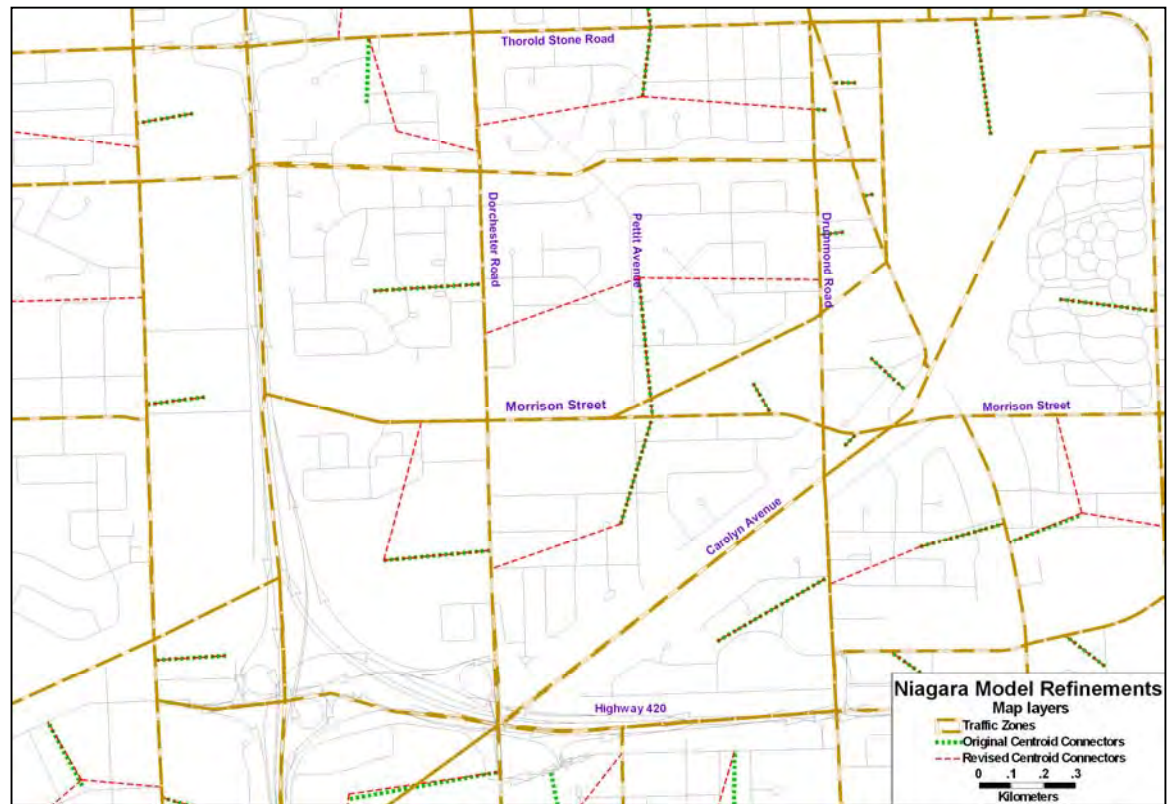 Thorold Stone Road
Dorchester Road
Pettit Avenue
Drummond Road
Morrison Street
Morrison Street
Carolyn Avenue
Highway 420
Niagara Model Refinements
Map layers
Traffic Zones
Original Centroid Connectors
Revised Centroid Connectors
0 .1 .2 .3
Kilometers